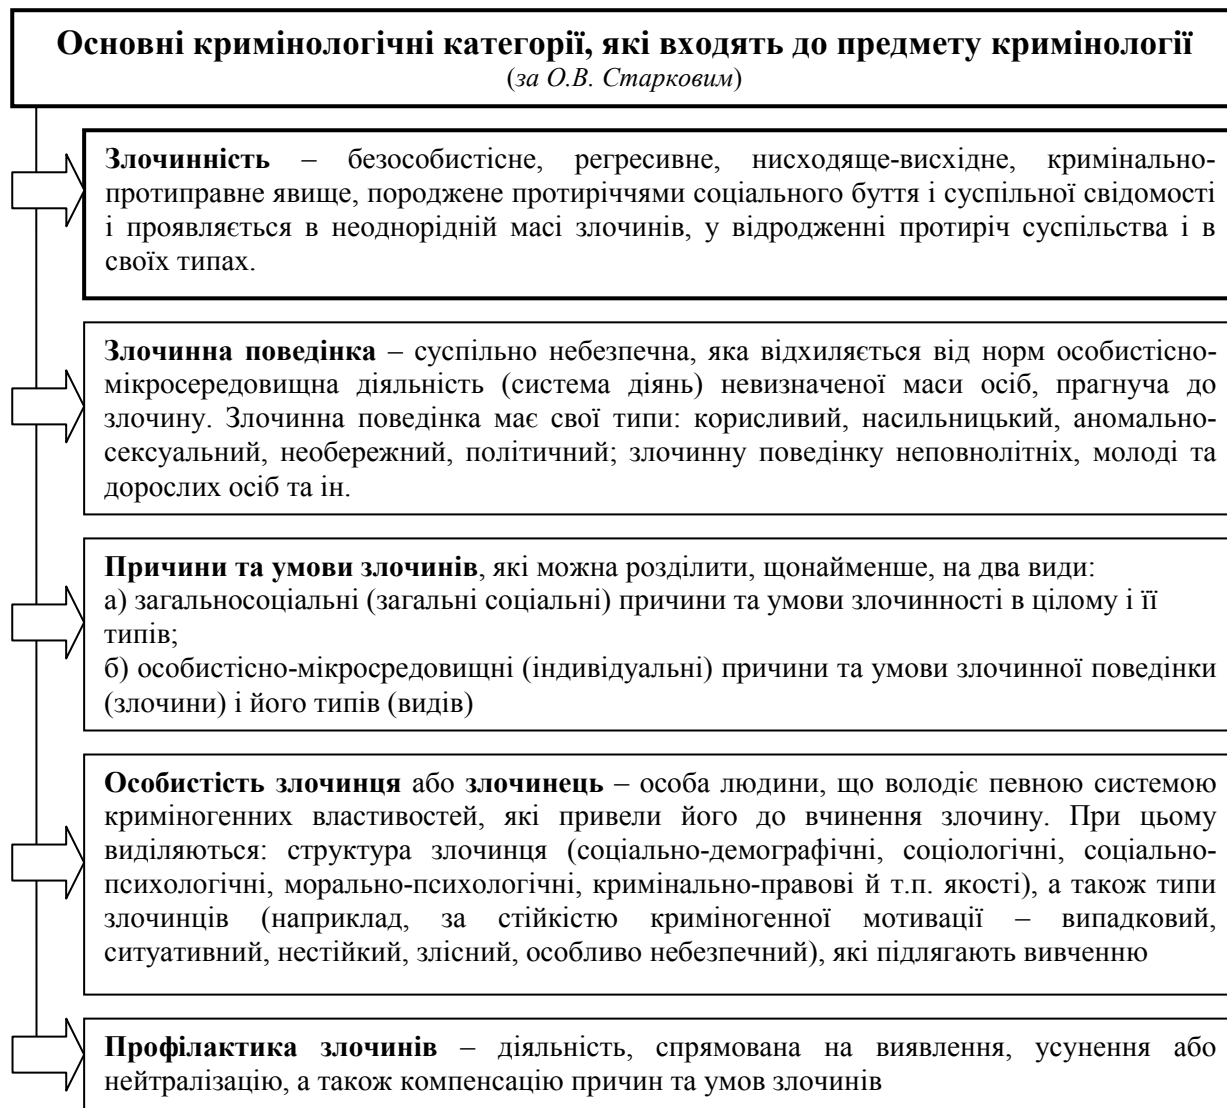 Основні кримінологічні категорії, які входять до предмету кримінології
(за О.В. Старковим)
Злочинність – безособистісне, регресивне, нисходяще-висхідне, кримінально-
протиправне явище, породжене протиріччями соціального буття і суспільної свідомості
і проявляється в неоднорідній масі злочинів, у відродженні протиріч суспільства і в
своїх типах.
Злочинна поведінка – суспільно небезпечна, яка відхиляється від норм особистісно-
мікросередовищна діяльність (система діянь) невизначеної маси осіб, прагнуча до
злочину. Злочинна поведінка має свої типи: корисливий, насильницький, аномально-
сексуальний, необережний, політичний; злочинну поведінку неповнолітніх, молоді та
дорослих осіб та ін.
Причини та умови злочинів, які можна розділити, щонайменше, на два види:
а) загальносоціальні (загальні соціальні) причини та умови злочинності в цілому і її
типів;
б) особистісно-мікросредовищні (індивідуальні) причини та умови злочинної поведінки
(злочини) і його типів (видів)
Особистість злочинця або злочинець – особа людини, що володіє певною системою
криміногенних властивостей, які привели його до вчинення злочину. При цьому
виділяються: структура злочинця (соціально-демографічні, соціологічні, соціально-
психологічні, морально-психологічні, кримінально-правові й т.п. якості), а також типи
злочинців (наприклад, за стійкістю криміногенної мотивації – випадковий,
ситуативний, нестійкий, злісний, особливо небезпечний), які підлягають вивченню
Профілактика злочинів – діяльність, спрямована на виявлення, усунення або
нейтралізацію, а також компенсацію причин та умов злочинів